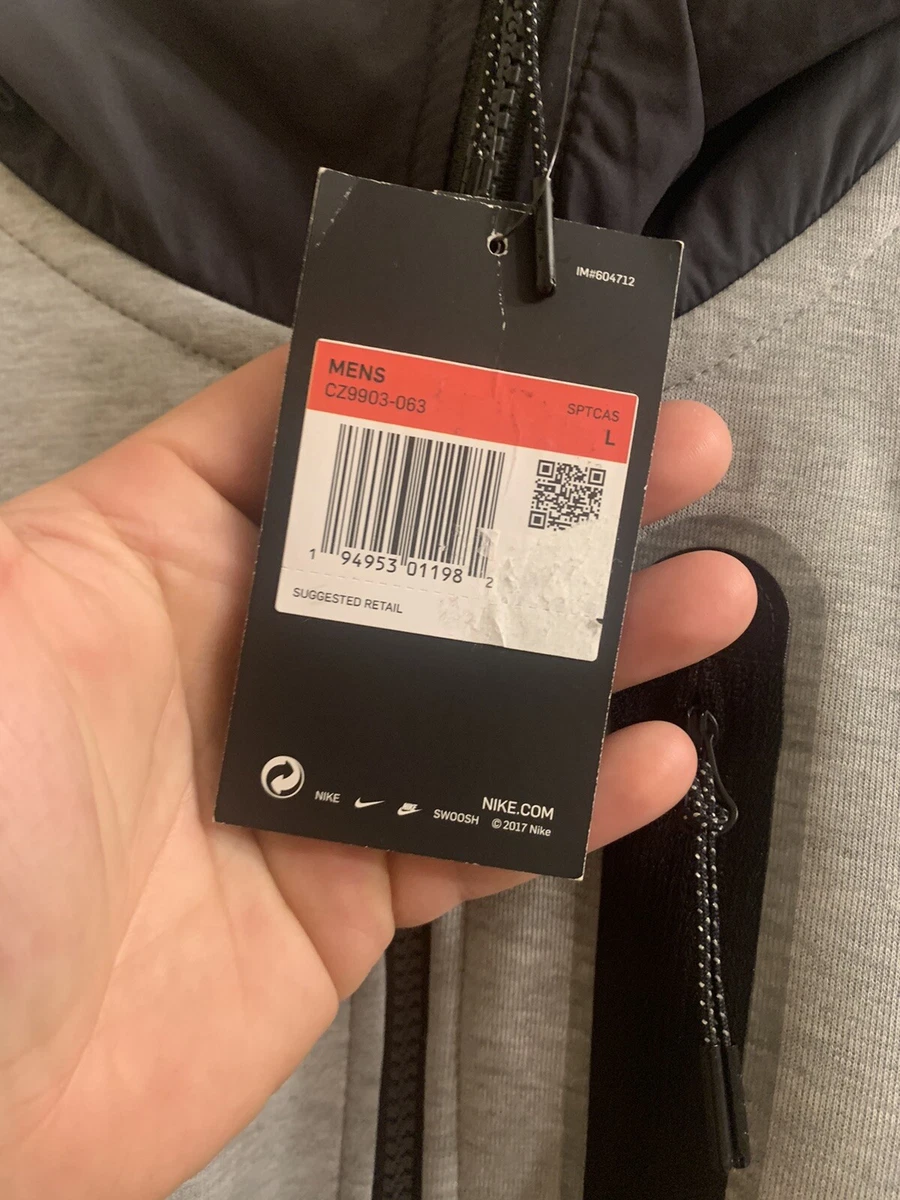 IM#604712
MENS
CZ9903-063
SPTCAS
L
1 94953 01198 2
SUGGESTED RETAIL
NIKE
SWOOSH
NIKE.COM
© 2017 Nike